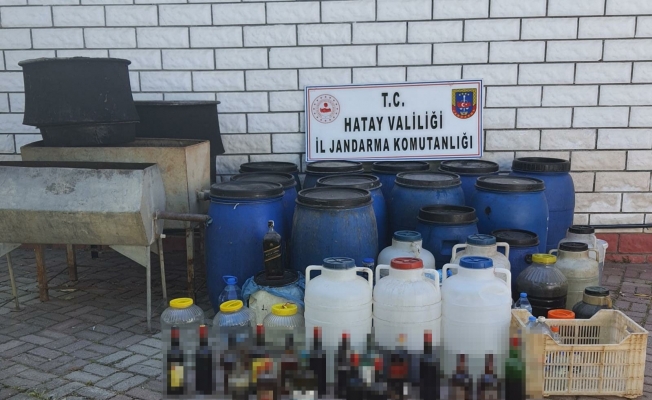 T.C.
HATAY VALİLİĞİ
İL JANDARMA KOMUTANLIĞI